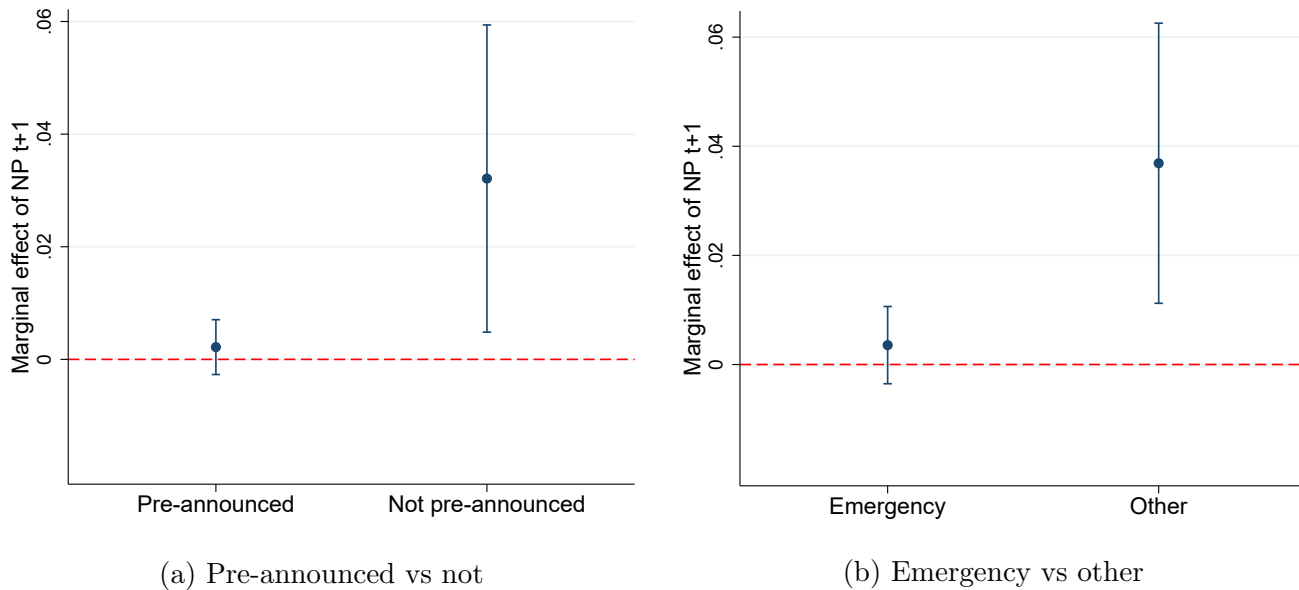 Marginal effect of NP t+1
.06
.04
.02
0
Pre-announced
Not pre-announced
(a) Pre-announced vs not
Marginal effect of NP t+1
.06
.04
.02
0
Emergency
Other
(b) Emergency vs other